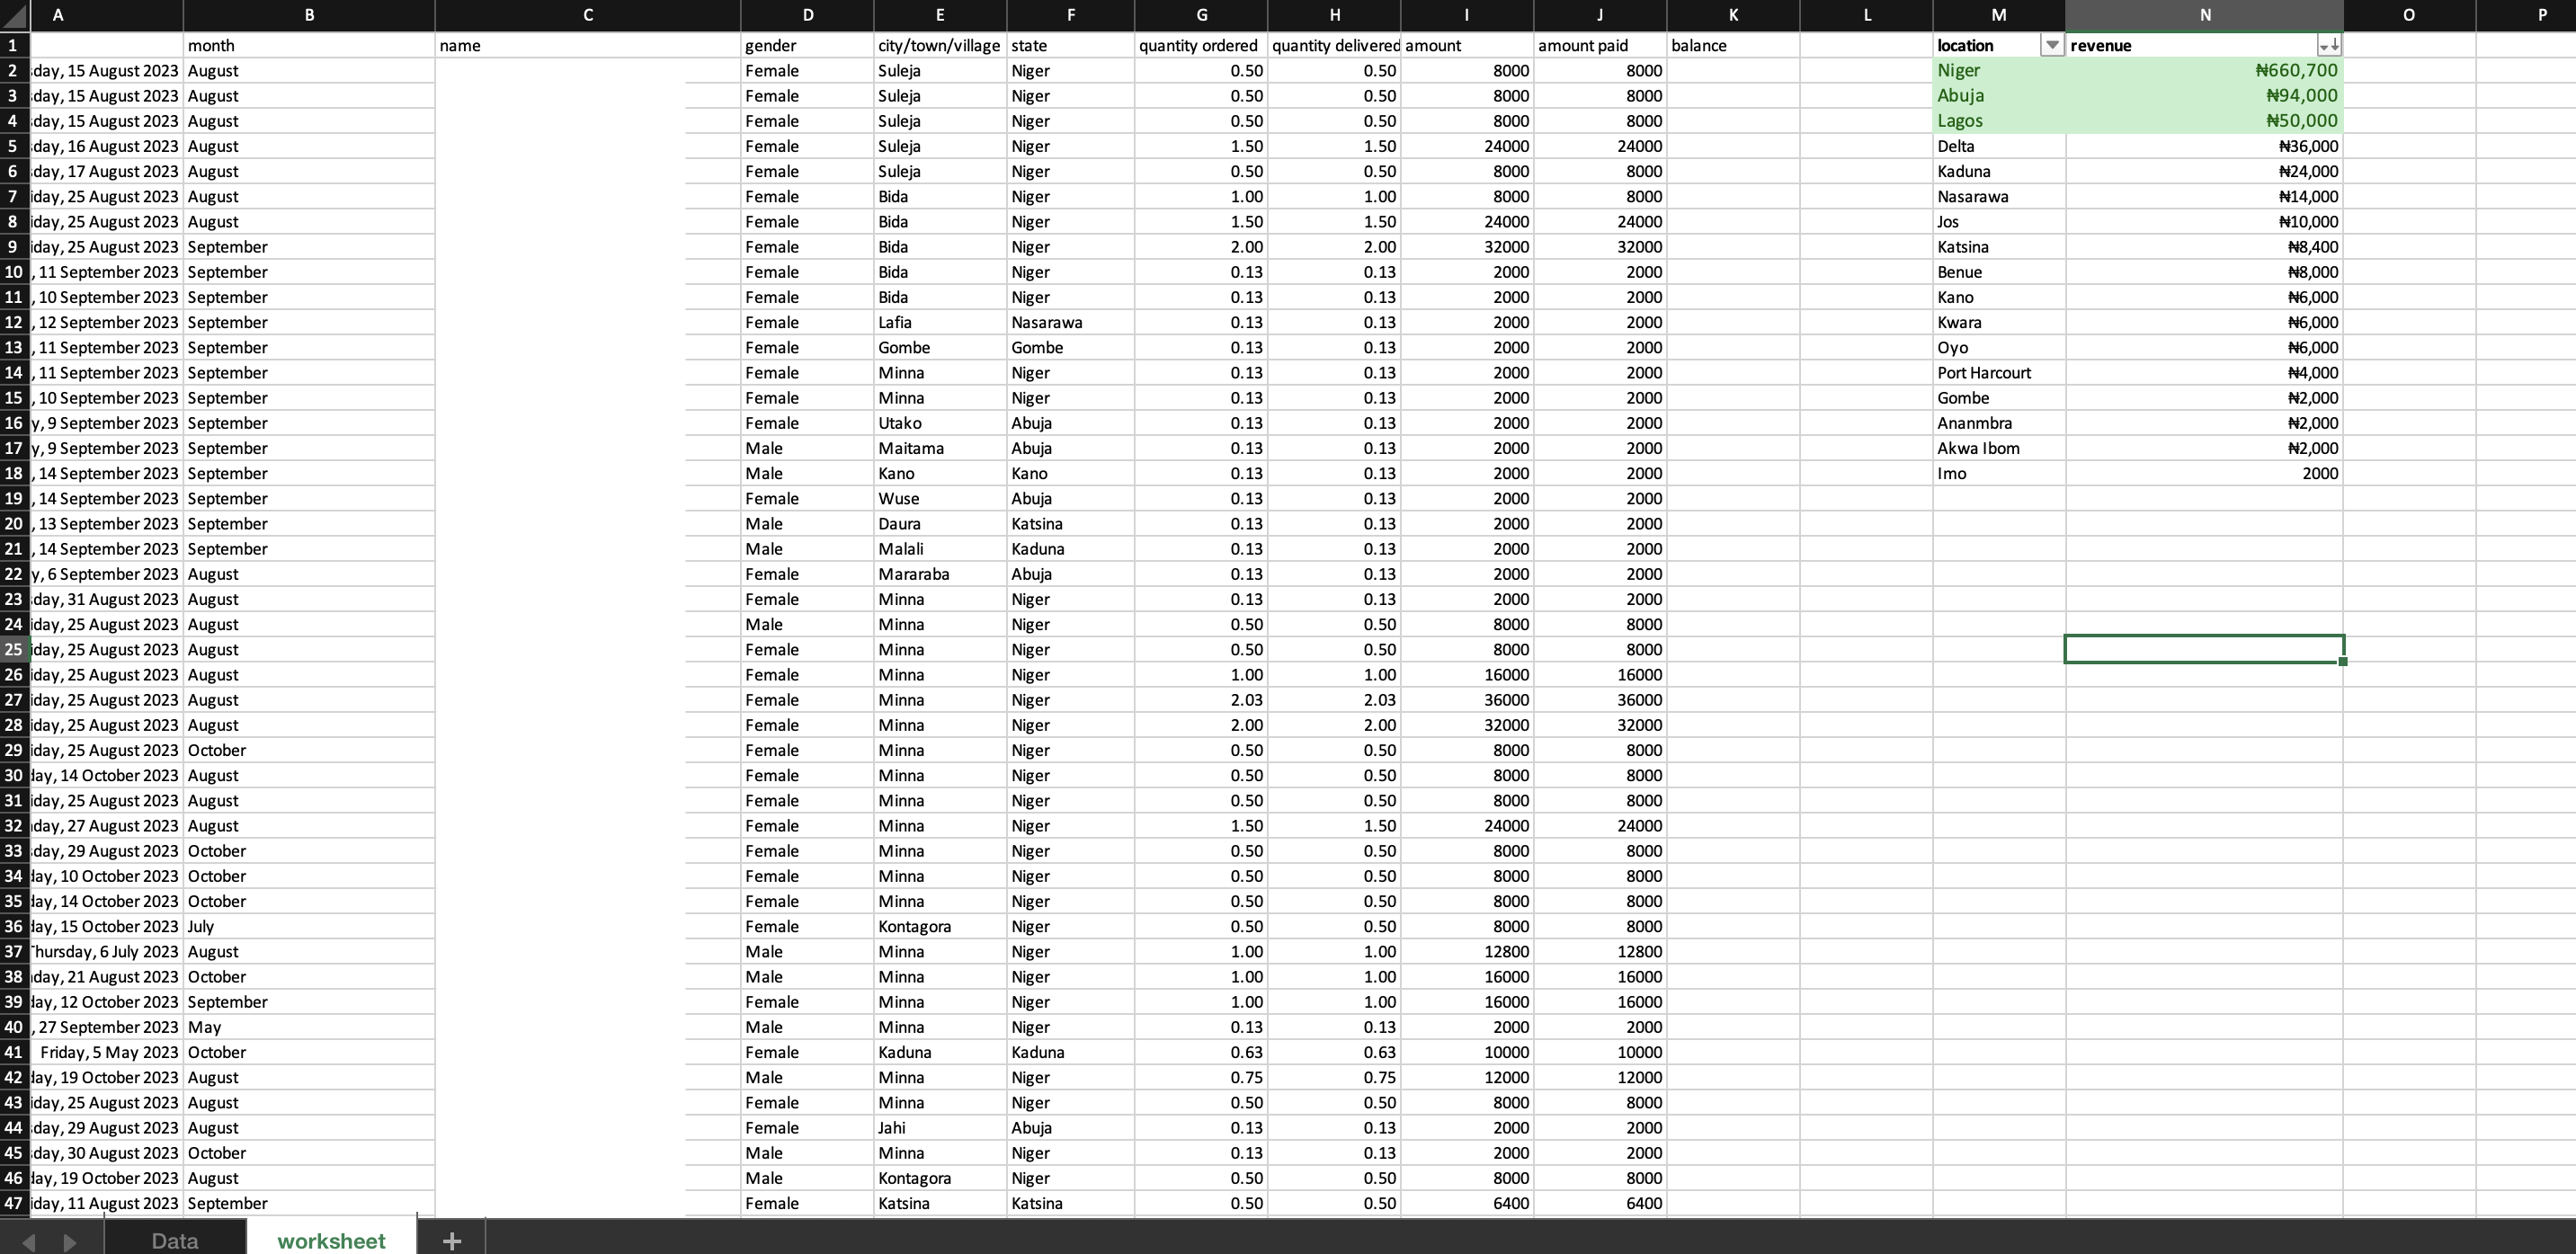 A B C D E F G H I J K L M N O P
1 month name gender city/town/village state quantity ordered quantity delivered amount amount paid balance location revenue
2 sday, 15 August 2023 August Female Suleja Niger 0.50 0.50 8000 8000 Niger ₦660,700
3 sday, 15 August 2023 August Female Suleja Niger 0.50 0.50 8000 8000 Abuja ₦94,000
4 sday, 15 August 2023 August Female Suleja Niger 0.50 0.50 8000 8000 Lagos ₦50,000
5 sday, 16 August 2023 August Female Suleja Niger 1.50 1.50 24000 24000 Delta ₦36,000
6 sday, 17 August 2023 August Female Suleja Niger 0.50 0.50 8000 8000 Kaduna ₦24,000
7 iday, 25 August 2023 August Female Bida Niger 1.00 1.00 8000 8000 Nasarawa ₦14,000
8 iday, 25 August 2023 August Female Bida Niger 1.50 1.50 24000 24000 Jos ₦10,000
9 iday, 25 August 2023 September Female Bida Niger 2.00 2.00 32000 32000 Katsina ₦8,400
10 , 11 September 2023 September Female Bida Niger 0.13 0.13 2000 2000 Benue ₦8,000
11 , 10 September 2023 September Female Bida Niger 0.13 0.13 2000 2000 Kano ₦6,000
12 , 12 September 2023 September Female Lafia Nasarawa 0.13 0.13 2000 2000 Kwara ₦6,000
13 , 11 September 2023 September Female Gombe Gombe 0.13 0.13 2000 2000 Oyo ₦6,000
14 , 11 September 2023 September Female Minna Niger 0.13 0.13 2000 2000 Port Harcourt ₦4,000
15 , 10 September 2023 September Female Minna Niger 0.13 0.13 2000 2000 Gombe ₦2,000
16 y, 9 September 2023 September Female Utako Abuja 0.13 0.13 2000 2000 Ananmbra ₦2,000
17 y, 9 September 2023 September Male Maitama Abuja 0.13 0.13 2000 2000 Akwa Ibom ₦2,000
18 , 14 September 2023 September Male Kano Kano 0.13 0.13 2000 2000 Imo 2000
19 , 14 September 2023 September Female Wuse Abuja 0.13 0.13 2000 2000
20 , 13 September 2023 September Male Daura Katsina 0.13 0.13 2000 2000
21 , 14 September 2023 September Male Malali Kaduna 0.13 0.13 2000 2000
22 y, 6 September 2023 August Female Mararaba Abuja 0.13 0.13 2000 2000
23 sday, 31 August 2023 August Female Minna Niger 0.13 0.13 2000 2000
24 iday, 25 August 2023 August Male Minna Niger 0.50 0.50 8000 8000
25 iday, 25 August 2023 August Female Minna Niger 0.50 0.50 8000 8000
26 iday, 25 August 2023 August Female Minna Niger 1.00 1.00 16000 16000
27 iday, 25 August 2023 August Female Minna Niger 2.03 2.03 36000 36000
28 iday, 25 August 2023 August Female Minna Niger 2.00 2.00 32000 32000
29 iday, 25 August 2023 October Female Minna Niger 0.50 0.50 8000 8000
30 day, 14 October 2023 August Female Minna Niger 0.50 0.50 8000 8000
31 iday, 25 August 2023 August Female Minna Niger 0.50 0.50 8000 8000
32 day, 27 August 2023 August Female Minna Niger 1.50 1.50 24000 24000
33 sday, 29 August 2023 October Female Minna Niger 0.50 0.50 8000 8000
34 day, 10 October 2023 October Female Minna Niger 0.50 0.50 8000 8000
35 day, 14 October 2023 October Female Minna Niger 0.50 0.50 8000 8000
36 day, 15 October 2023 July Female Kontagora Niger 0.50 0.50 8000 8000
37 Thursday, 6 July 2023 August Male Minna Niger 1.00 1.00 12800 12800
38 day, 21 August 2023 October Male Minna Niger 1.00 1.00 16000 16000
39 day, 12 October 2023 September Female Minna Niger 1.00 1.00 16000 16000
40 , 27 September 2023 May Male Minna Niger 0.13 0.13 2000 2000
41 Friday, 5 May 2023 October Female Kaduna Kaduna 0.63 0.63 10000 10000
42 day, 19 October 2023 August Male Minna Niger 0.75 0.75 12000 12000
43 iday, 25 August 2023 August Female Minna Niger 0.50 0.50 8000 8000
44 sday, 29 August 2023 August Female Jahi Abuja 0.13 0.13 2000 2000
45 sday, 30 August 2023 October Male Minna Niger 0.13 0.13 2000 2000
46 day, 19 October 2023 August Male Kontagora Niger 0.50 0.50 8000 8000
47 iday, 11 August 2023 September Female Katsina Katsina 0.50 0.50 6400 6400
Data worksheet +